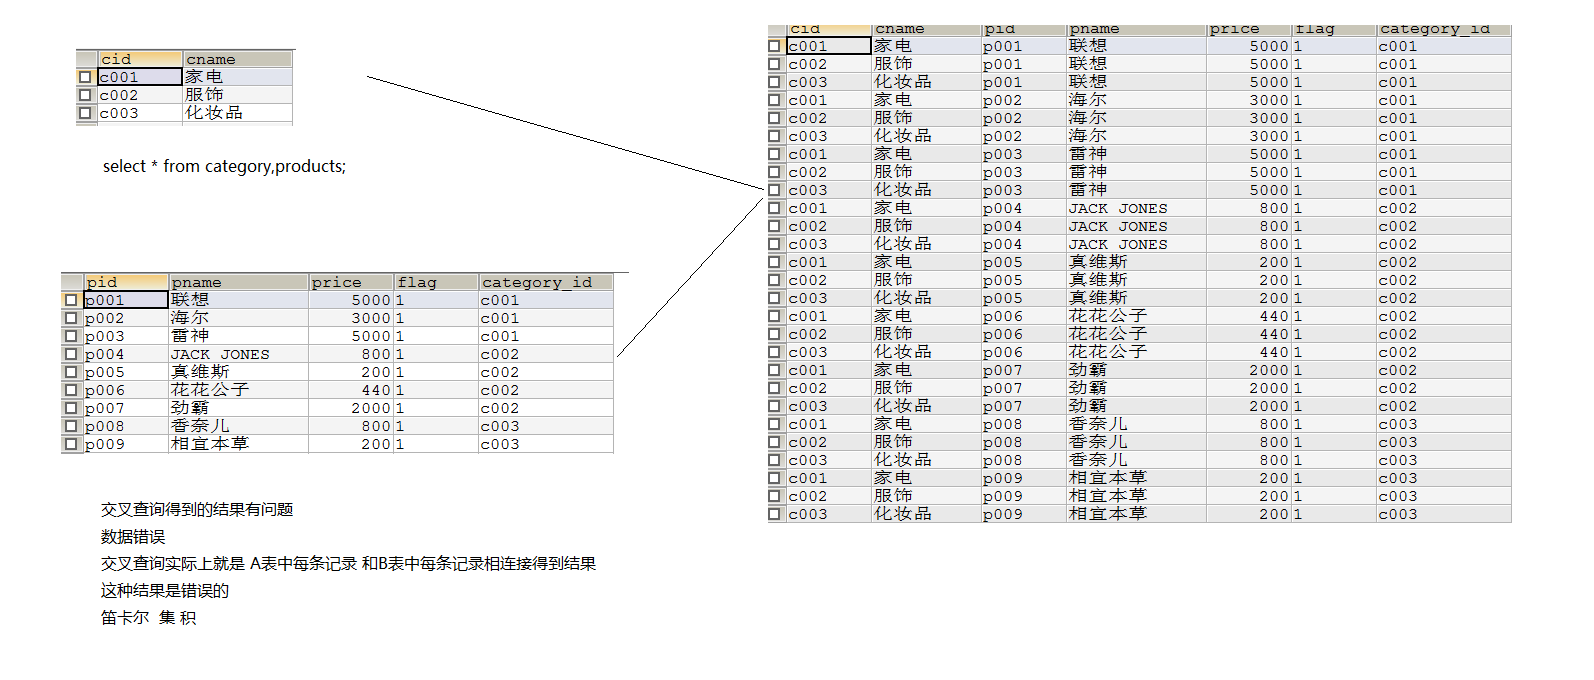 cid cname
c001 家电
c002 服饰
c003 化妆品
select * from category,products;
pid pname price flag category_id
p001 联想 5000 1 c001
p002 海尔 3000 1 c001
p003 雷神 5000 1 c001
p004 JACK JONES 800 1 c002
p005 真维斯 200 1 c002
p006 花花公子 440 1 c002
p007 劲霸 2000 1 c002
p008 香奈儿 800 1 c003
p009 相宜本草 200 1 c003
交叉查询得到的结果有问题
数据错误
交叉查询实际上就是 A表中每条记录 和B表中每条记录相连接得到结果
这种结果是错误的
笛卡尔 集 积
cid cname pid pname price flag category_id
c001 家电 p001 联想 5000 1 c001
c002 服饰 p001 联想 5000 1 c001
c003 化妆品 p001 联想 5000 1 c001
c001 家电 p002 海尔 3000 1 c001
c002 服饰 p002 海尔 3000 1 c001
c003 化妆品 p002 海尔 3000 1 c001
c001 家电 p003 雷神 5000 1 c001
c002 服饰 p003 雷神 5000 1 c001
c003 化妆品 p003 雷神 5000 1 c001
c001 家电 p004 JACK JONES 800 1 c002
c002 服饰 p004 JACK JONES 800 1 c002
c003 化妆品 p004 JACK JONES 800 1 c002
c001 家电 p005 真维斯 200 1 c002
c002 服饰 p005 真维斯 200 1 c002
c003 化妆品 p005 真维斯 200 1 c002
c001 家电 p006 花花公子 440 1 c002
c002 服饰 p006 花花公子 440 1 c002
c003 化妆品 p006 花花公子 440 1 c002
c001 家电 p007 劲霸 2000 1 c002
c002 服饰 p007 劲霸 2000 1 c002
c003 化妆品 p007 劲霸 2000 1 c002
c001 家电 p008 香奈儿 800 1 c003
c002 服饰 p008 香奈儿 800 1 c003
c003 化妆品 p008 香奈儿 800 1 c003
c001 家电 p009 相宜本草 200 1 c003
c002 服饰 p009 相宜本草 200 1 c003
c003 化妆品 p009 相宜本草 200 1 c003